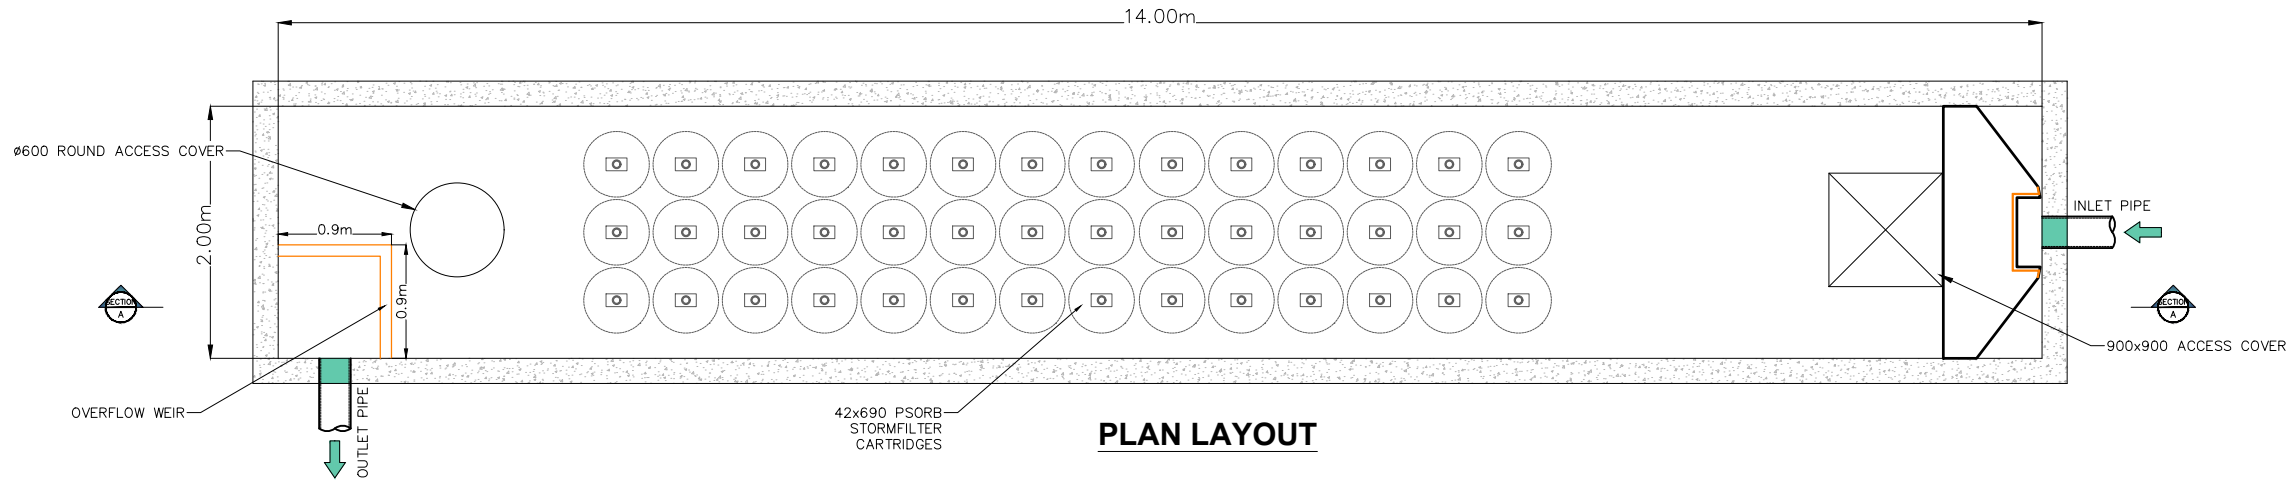 14.00m
ø600 ROUND ACCESS COVER
2.00m
0.9m
0.9m
INLET PIPE
SECTION
A
SECTION
A
900x900 ACCESS COVER
OVERFLOW WEIR
OUTLET PIPE
42x690 PSORB
STORMFILTER
CARTRIDGES
PLAN LAYOUT